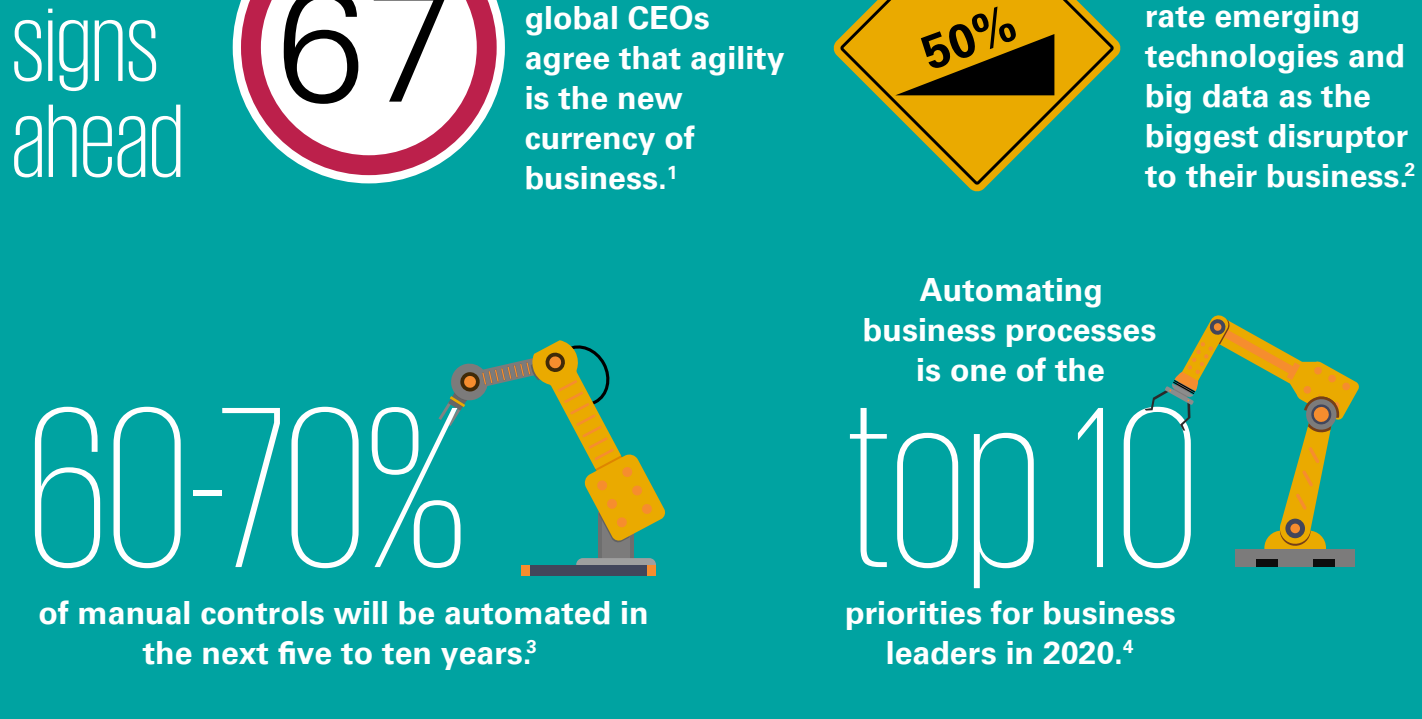 signs
ahead
67
global CEOs
agree that agility
is the new
currency of
business.¹
50%
rate emerging
technologies and
big data as the
biggest disruptor
to their business.²
60-70%
of manual controls will be automated in
the next five to ten years.³
Automating
business processes
is one of the
top 10
priorities for business
leaders in 2020.⁴